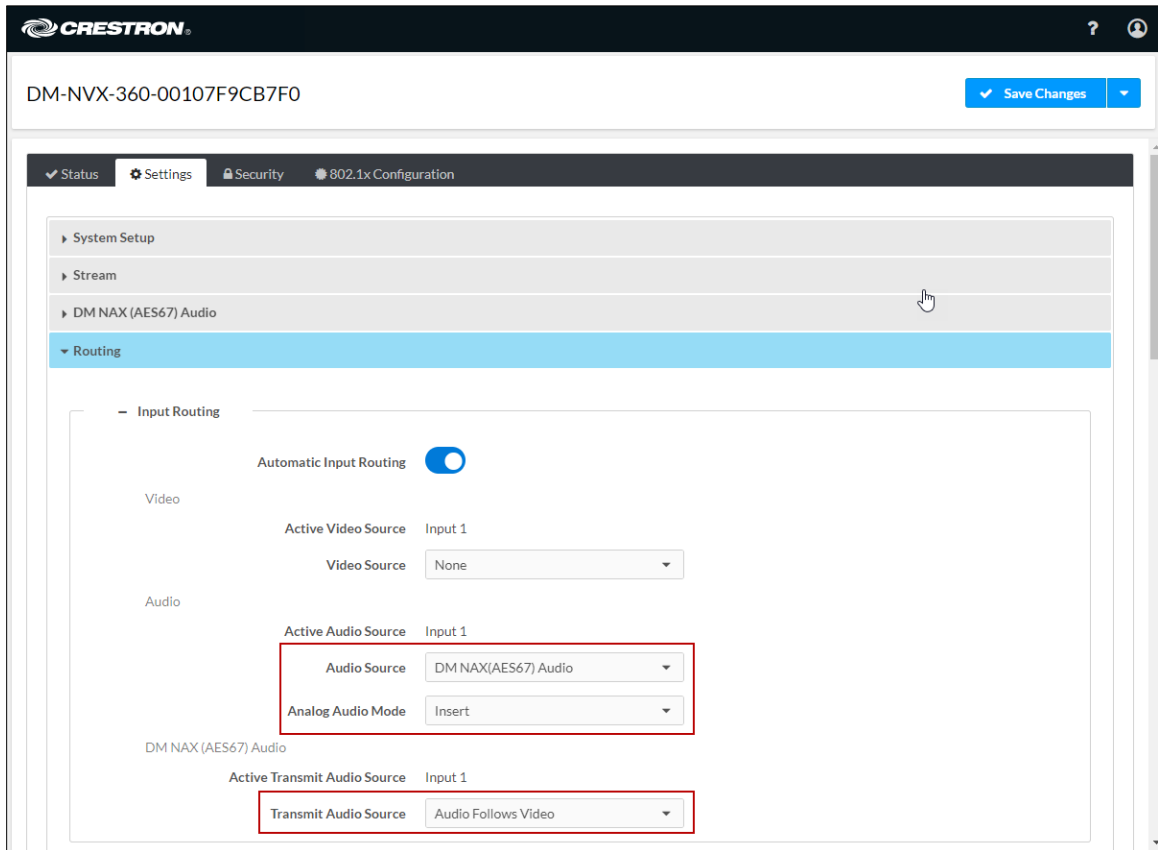 CRESTRON® ?
DM-NVX-360-00107F9CB7F0 Save Changes
Status Settings Security 802.1x Configuration
System Setup
Stream
DM NAX (AES67) Audio
Routing
– Input Routing
Automatic Input Routing
Video
Active Video Source Input 1
Video Source None
Audio
Active Audio Source Input 1
Audio Source DM NAX(AES67) Audio
Analog Audio Mode Insert
DM NAX (AES67) Audio
Active Transmit Audio Source Input 1
Transmit Audio Source Audio Follows Video